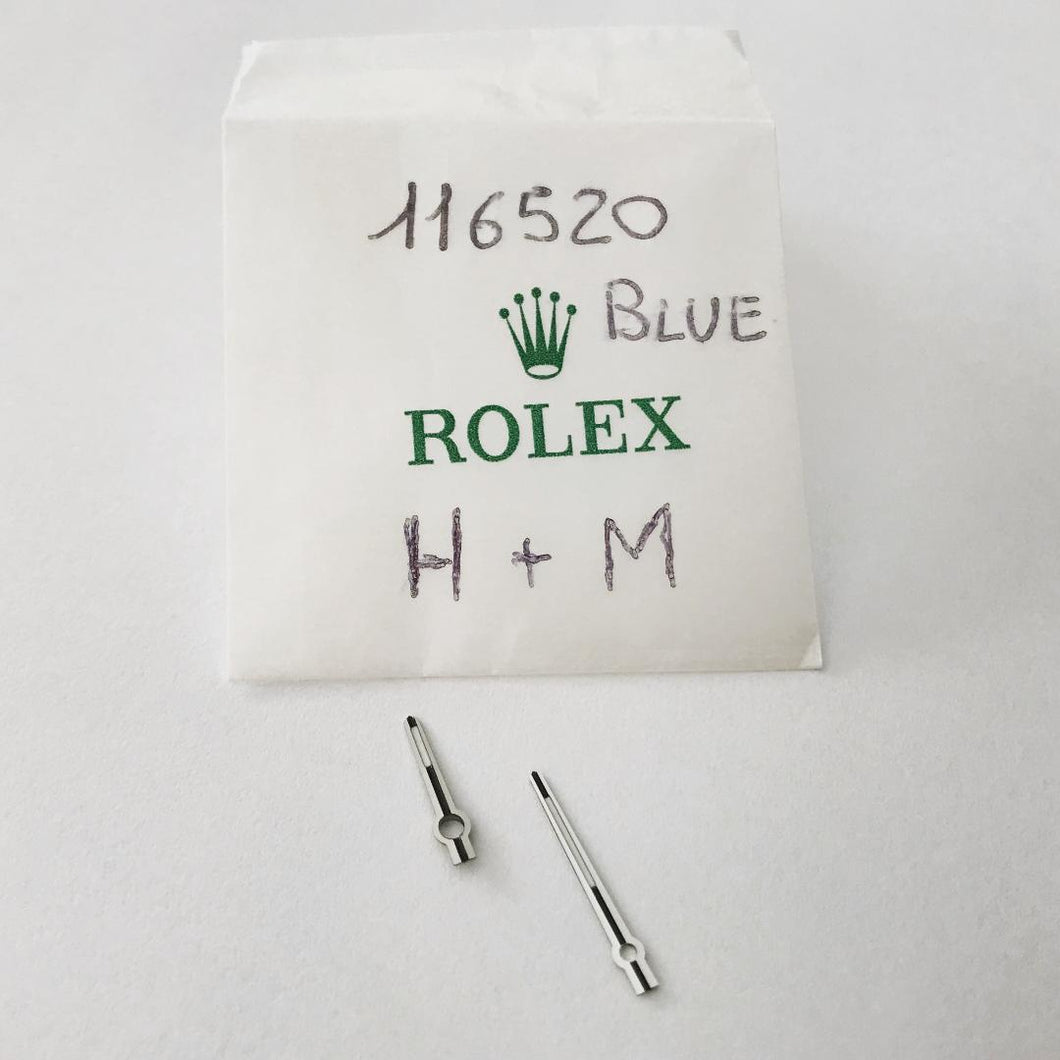 116520
BLUE
ROLEX
H + M